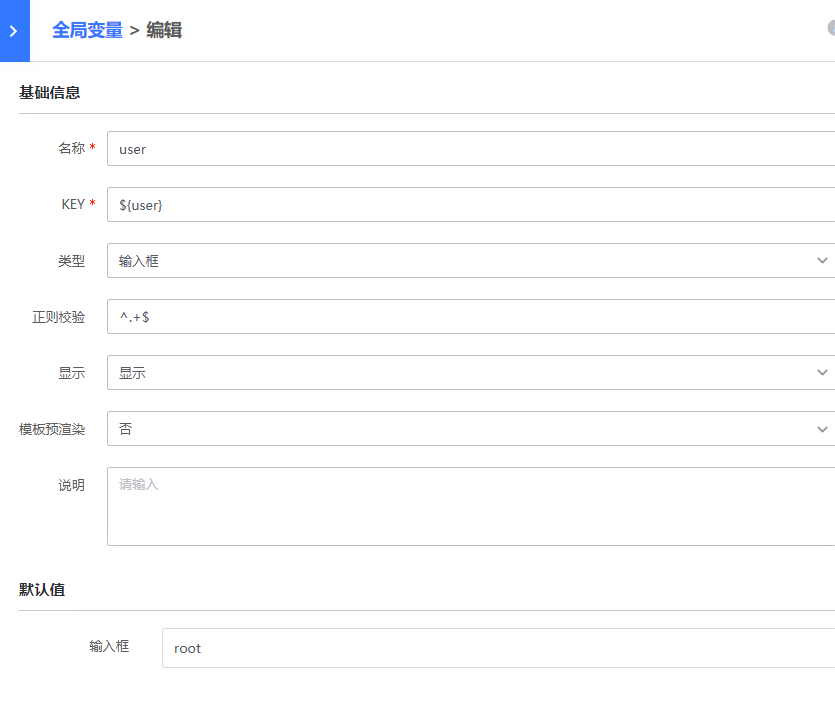 全局变量 > 编辑
基础信息
名称 * user
KEY * ${user}
类型 输入框
正则校验 ^.+$
显示 显示
模板预渲染 否
说明 请输入
默认值
输入框 root